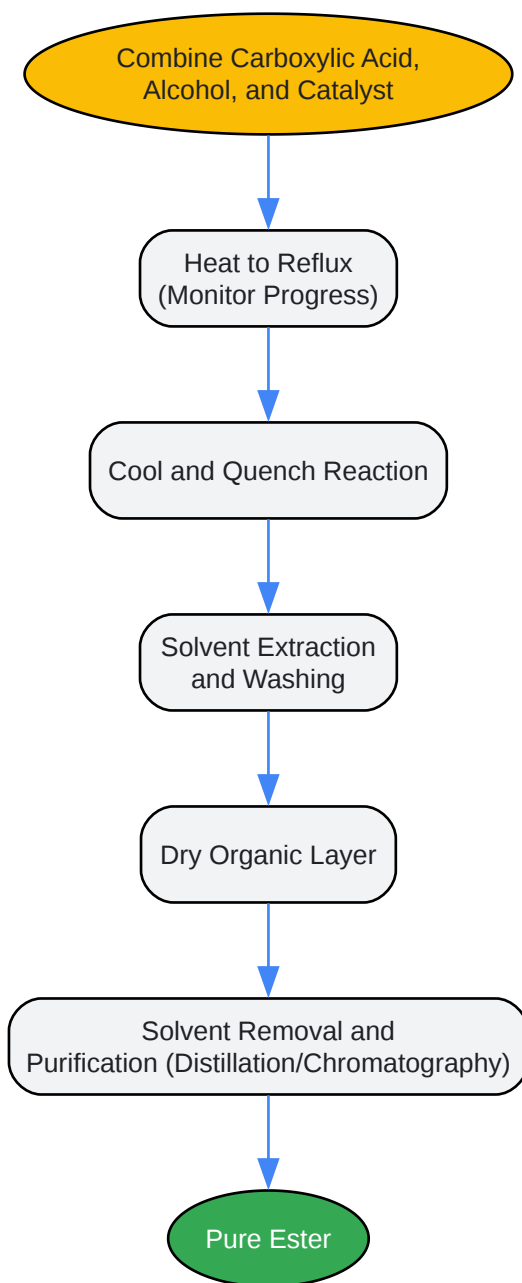 Combine Carboxylic Acid,
Alcohol, and Catalyst
Heat to Reflux
(Monitor Progress)
Cool and Quench Reaction
Solvent Extraction
and Washing
Dry Organic Layer
Solvent Removal and
Purification (Distillation/Chromatography)
Pure Ester